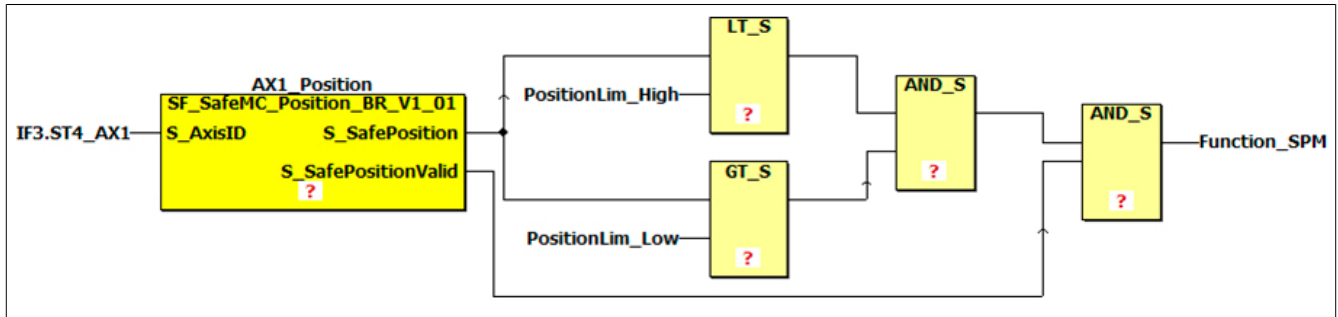 LT_S
AX1_Position
SF_SafeMC_Position_BR_V1_01
PositionLim_High
AND_S
?
AND_S
IF3.ST4_AX1
S_AxisID
S_SafePosition
Function_SPM
S_SafePositionValid
?
GT_S
?
?
PositionLim_Low
?